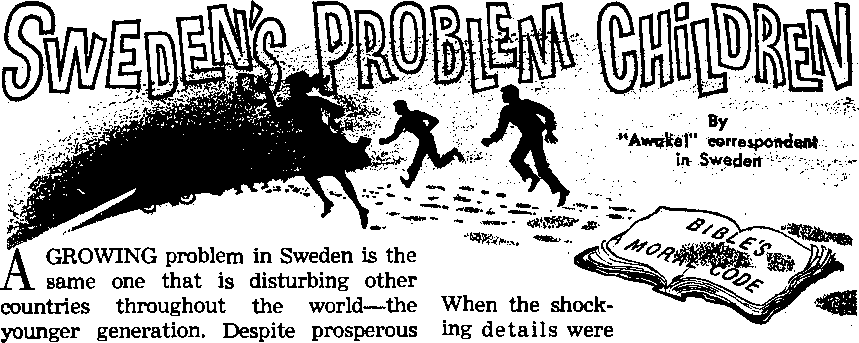 SWEDEN'S PROBLEM CHILDREN
By
"Awake!" correspondent
in Sweden
BIBLE'S
MORAL CODE
A GROWING problem in Sweden is the
same one that is disturbing other
countries throughout the world—the
younger generation. Despite prosperous
When the shock-
ing details were